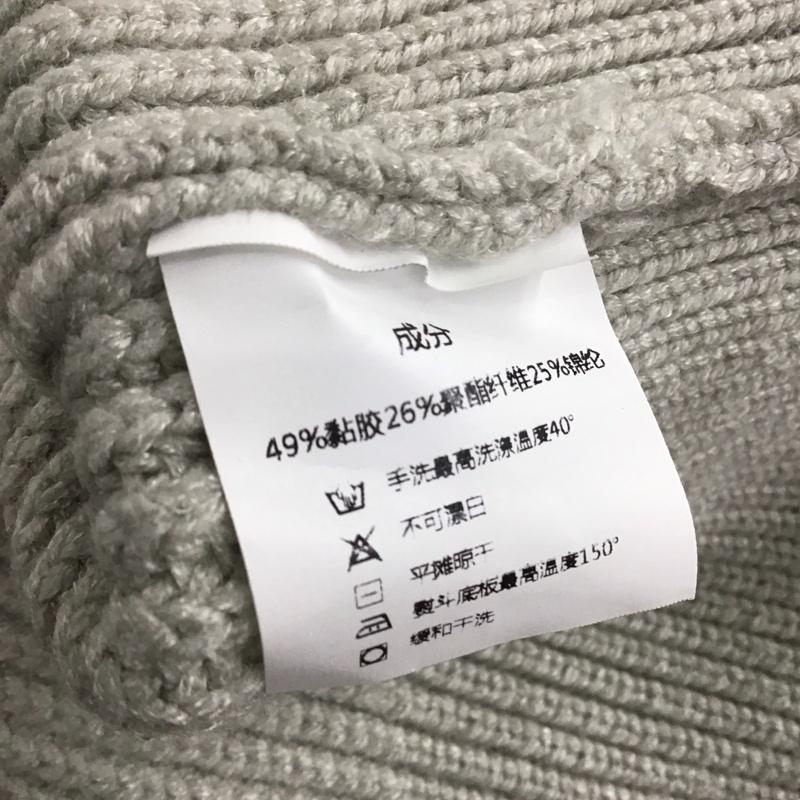 成分
49%黏胶26%聚酯纤维25%锦纶
手洗最高洗涤温度40°
不可漂白
平摊晾干
熨斗底板最高温度150°
缓和干洗